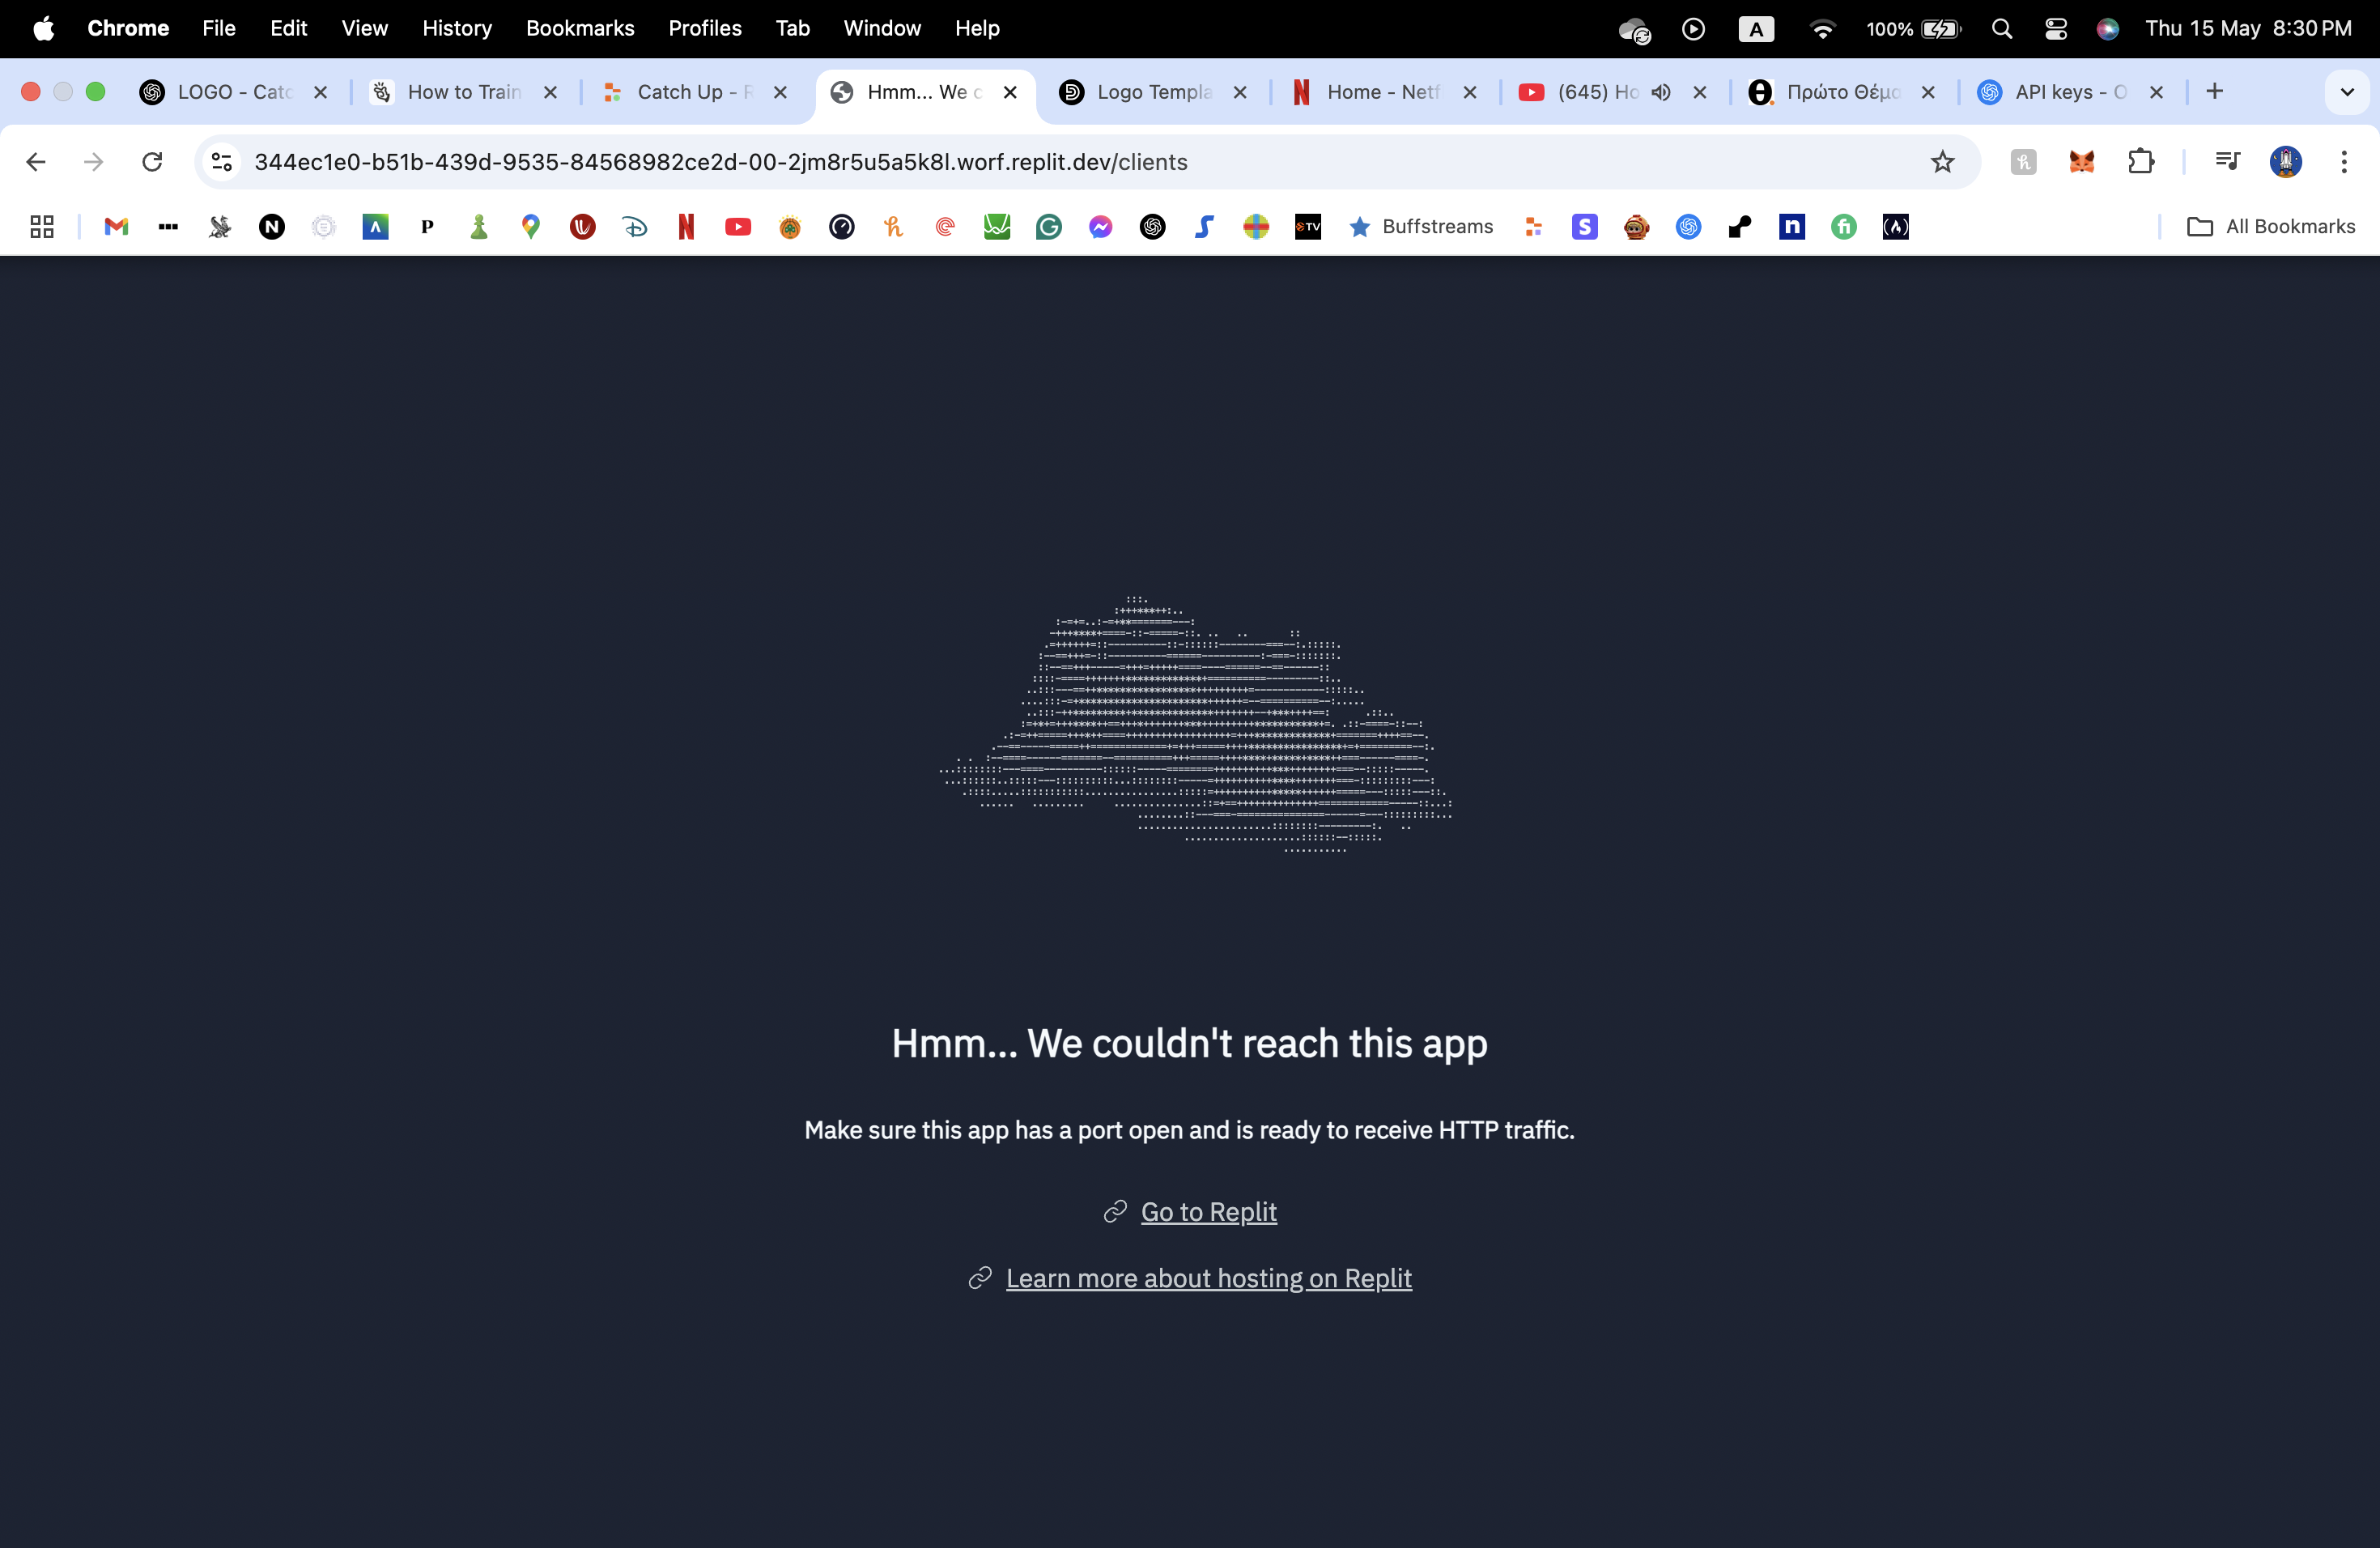 Chrome File Edit View History Bookmarks Profiles Tab Window Help A 100% Thu 15 May 8:30 PM
LOGO - Catc How to Train Catch Up - R Hmm... We c Logo Templa Home - Netf (645) Ho Πρώτο Θέμα API keys - O
344ec1e0-b51b-439d-9535-84568982ce2d-00-2jm8r5u5a5k8l.worf.replit.dev/clients
Buffstreams All Bookmarks
Hmm... We couldn't reach this app
Make sure this app has a port open and is ready to receive HTTP traffic.
Go to Replit
Learn more about hosting on Replit